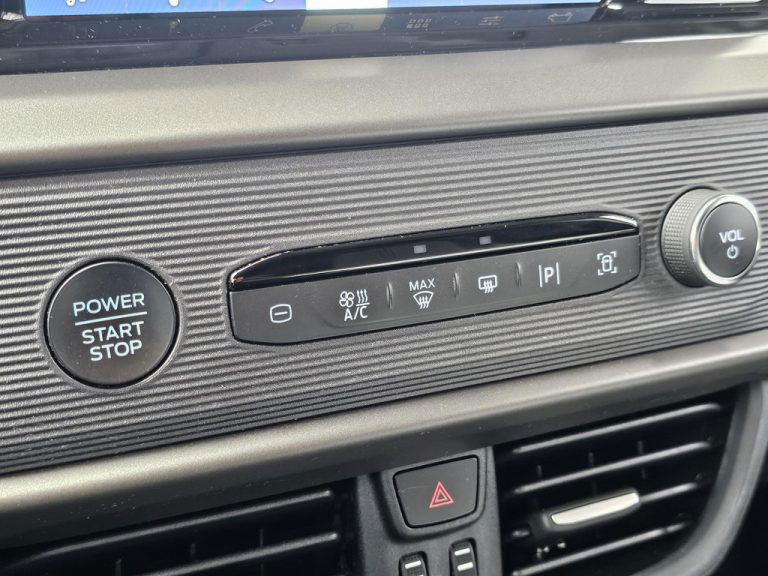 POWER
START
STOP
A/C
MAX
|P|
VOL